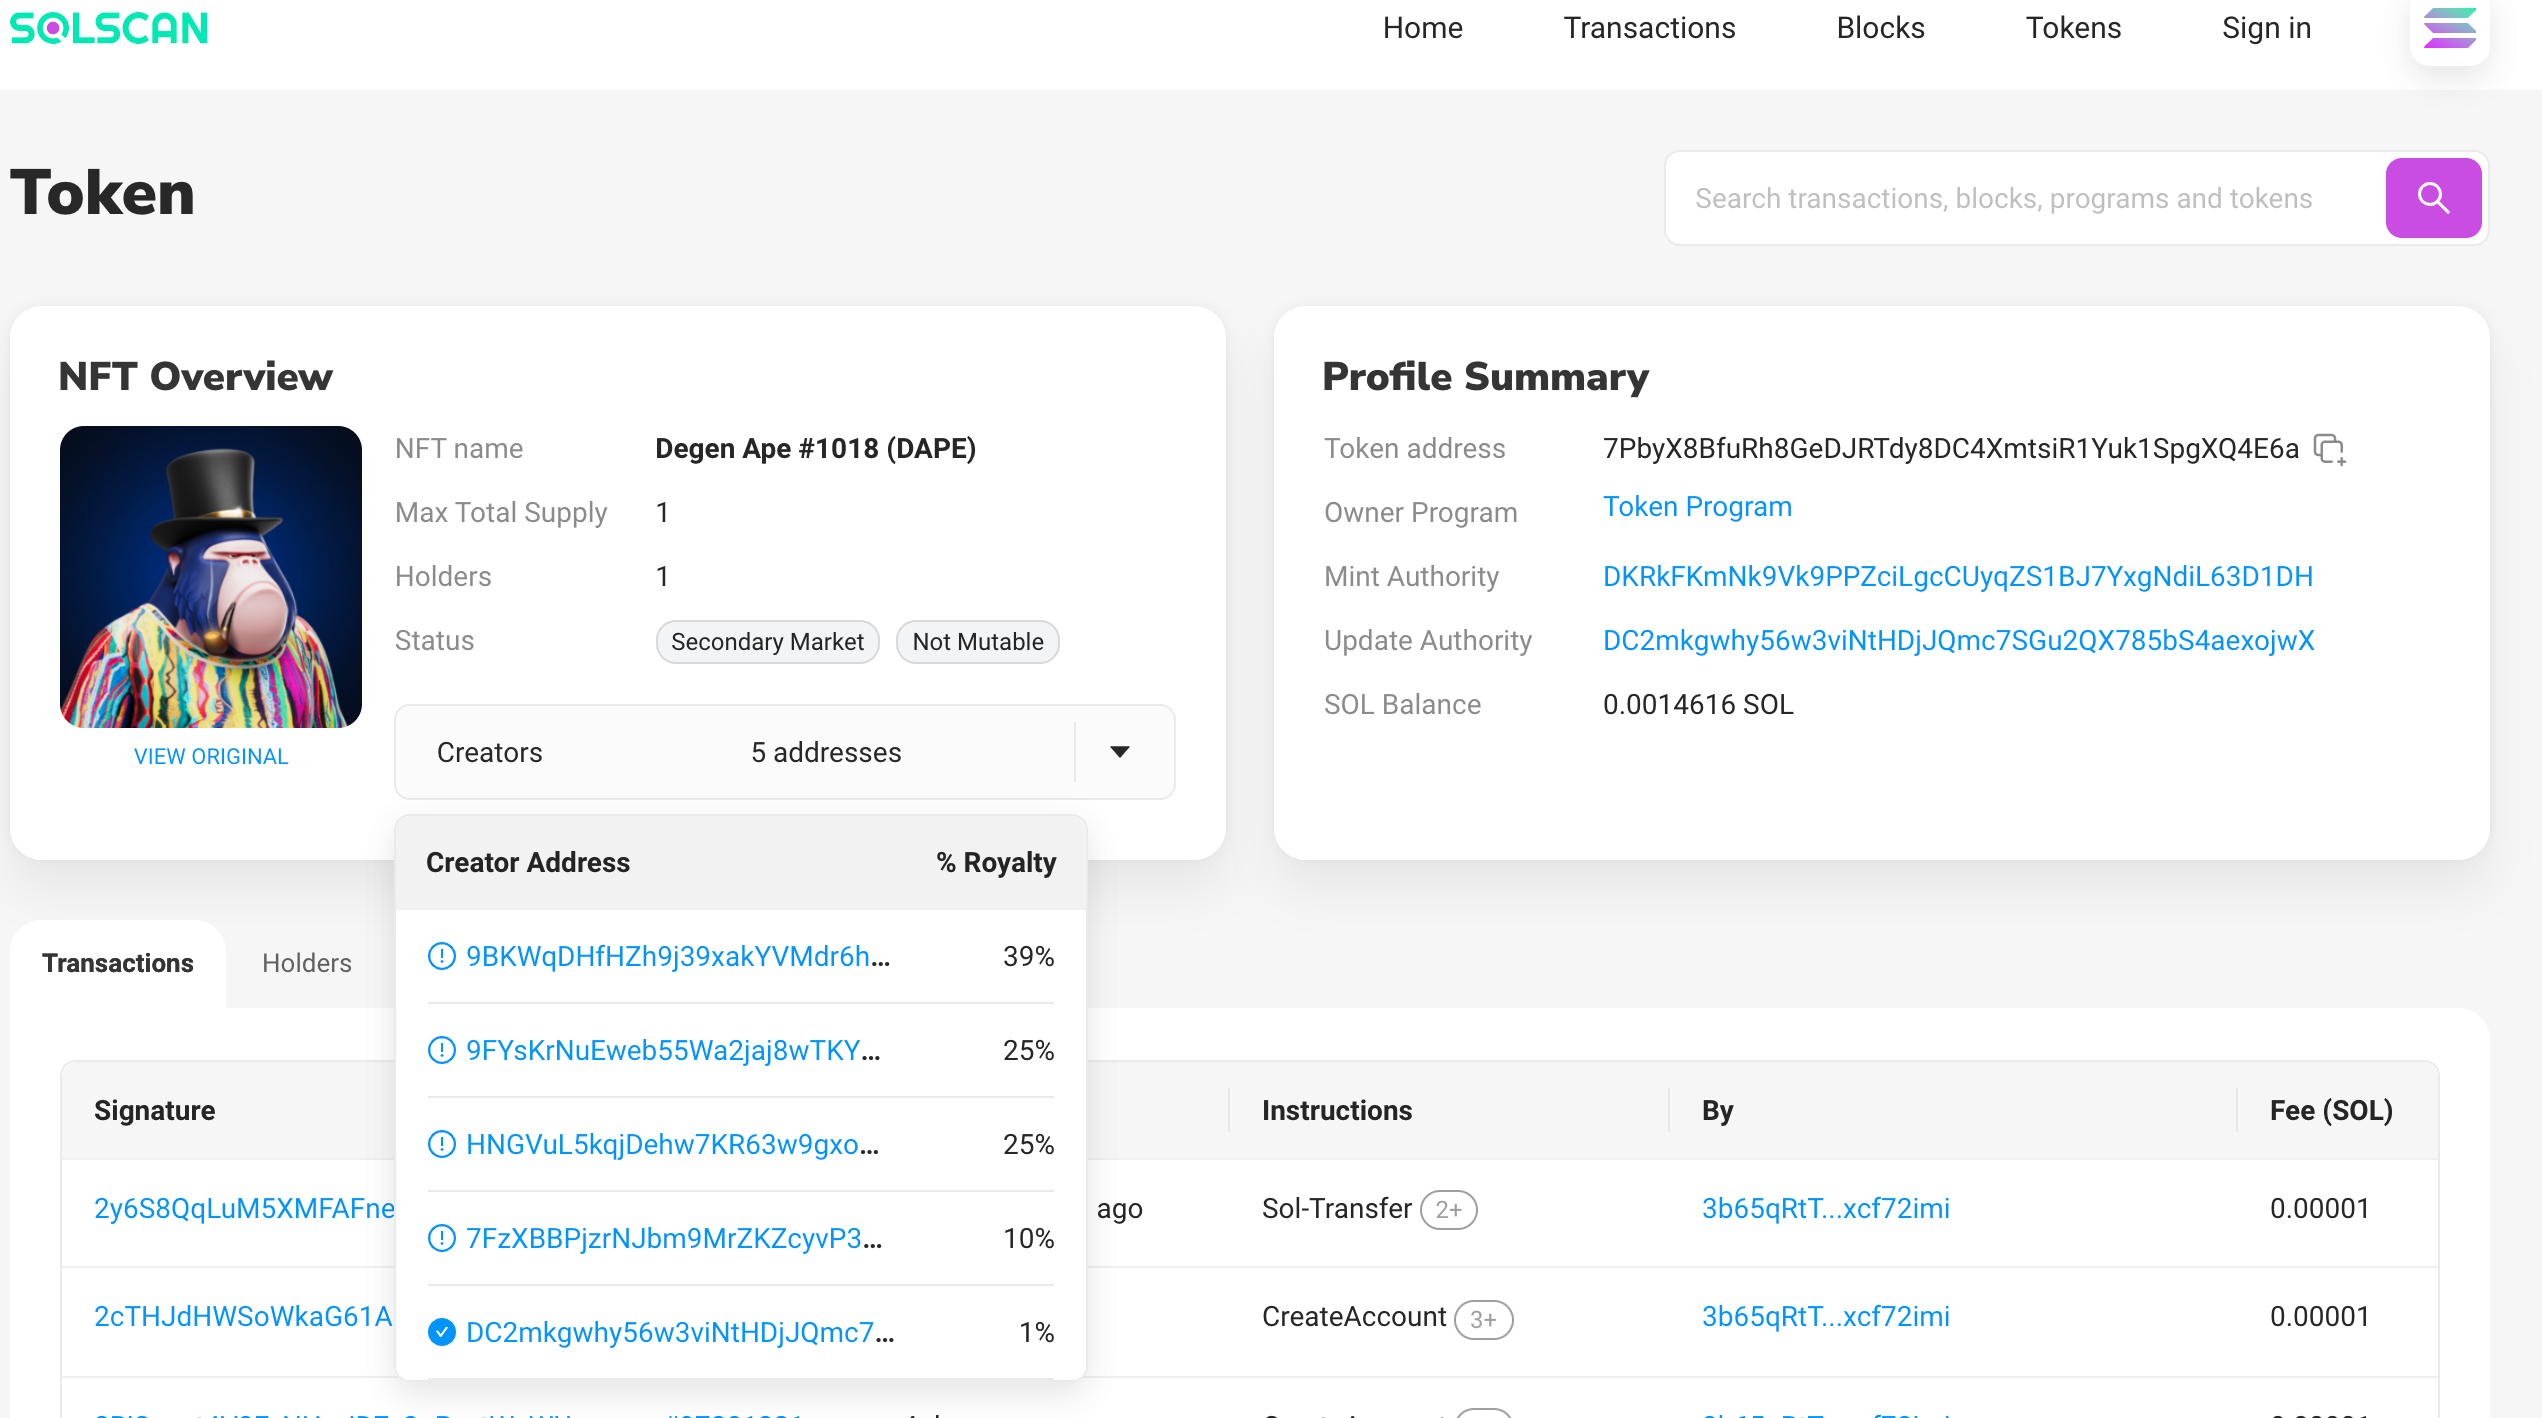 SOLSCAN
Home Transactions Blocks Tokens Sign in
Token
Search transactions, blocks, programs and tokens
NFT Overview
NFT name Degen Ape #1018 (DAPE)
Max Total Supply 1
Holders 1
Status Secondary Market Not Mutable
VIEW ORIGINAL
Creators 5 addresses
Creator Address % Royalty
9BKWqDHfHZh9j39xakYVMdr6h... 39%
9FYsKrNuEweb55Wa2jaj8wTKY... 25%
HNGVuL5kqjDehw7KR63w9gxo... 25%
7FzXBBPjzrNJbm9MrZKZcyvP3... 10%
DC2mkgwhy56w3viNtHDjJQmc7... 1%
Profile Summary
Token address 7PbyX8BfuRh8GeDJRTdy8DC4XmtsiR1Yuk1SpgXQ4E6a
Owner Program Token Program
Mint Authority DKRkFKmNk9Vk9PPZciLgcCUyqZS1BJ7YxgNdiL63D1DH
Update Authority DC2mkgwhy56w3viNtHDjJQmc7SGu2QX785bS4aexojwX
SOL Balance 0.0014616 SOL
Transactions Holders
Signature Instructions By Fee (SOL)
2y6S8QqLuM5XMFAFne ago Sol-Transfer 2+ 3b65qRtT...xcf72imi 0.00001
2cTHJdHWSoWkaG61A CreateAccount 3+ 3b65qRtT...xcf72imi 0.00001